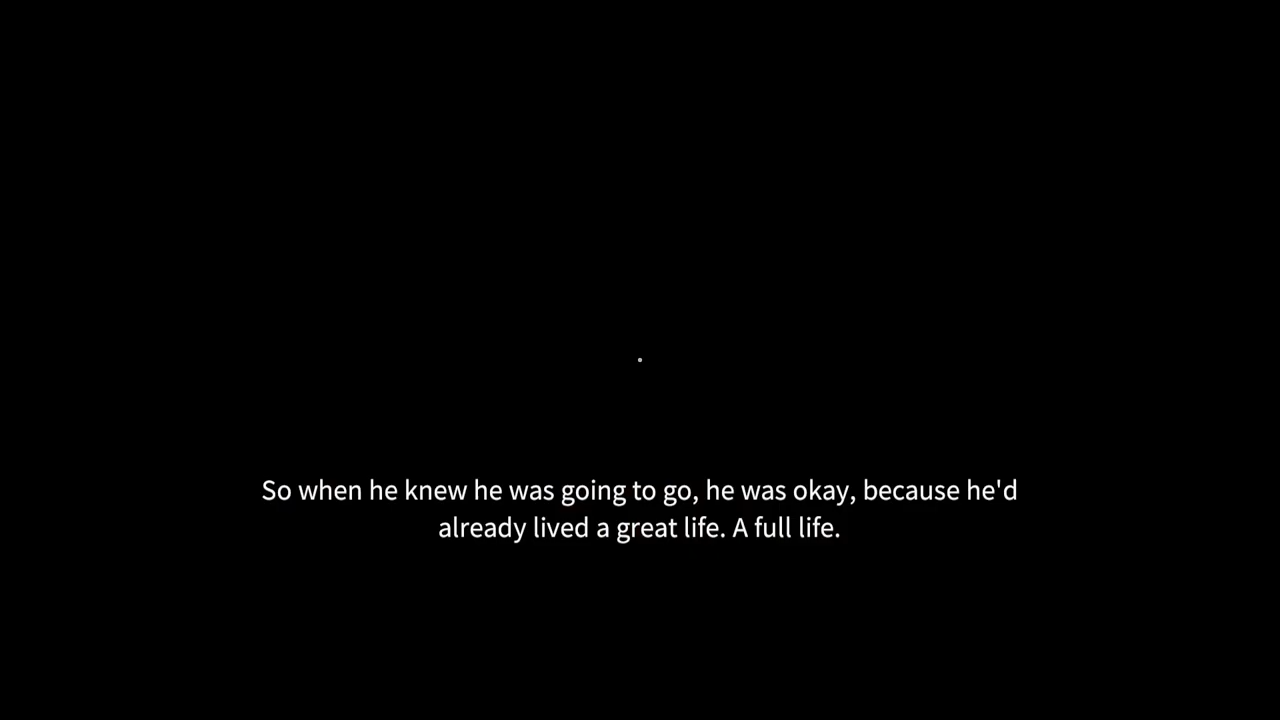 So when he knew he was going to go, he was okay, because he'd
already lived a great life. A full life.